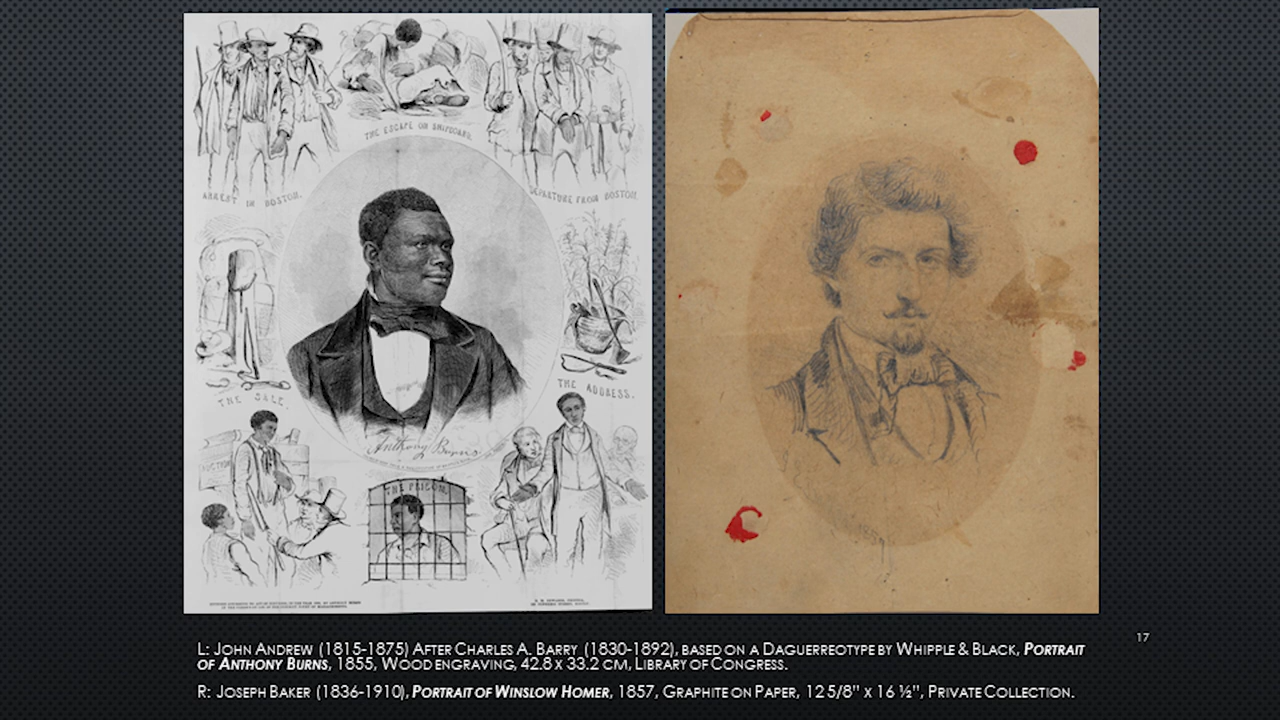 THE ESCAPE ON SHIPBOARD.
ARREST IN BOSTON.
DEPARTURE FROM BOSTON.
THE SALE.
THE ADDRESS.
Anthony Burns
AUCTION
THE PRISON.
1857
17
L: John Andrew (1815-1875) After Charles A. Barry (1830-1892), based on a Daguerreotype by Whipple & Black, Portrait
of Anthony Burns, 1855, Wood engraving, 42.8 x 33.2 cm, Library of Congress.
R: Joseph Baker (1836-1910), Portrait of Winslow Homer, 1857, Graphite on Paper, 12 5/8" x 16 ½", Private Collection.